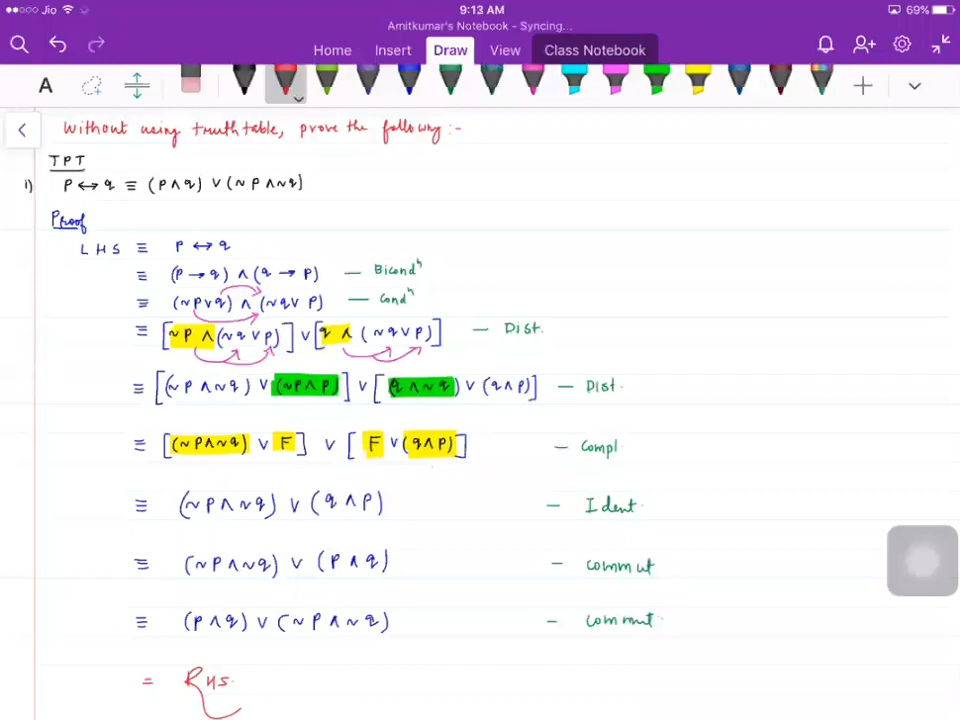 Jio 9:13 AM 69%
Amitkumar's Notebook - Syncing...
Home Insert Draw View Class Notebook
A
Without using truth table, prove the following :-
TPT
i) p ↔ q ≡ (p ∧ q) ∨ (~p ∧ ~q)
Proof
LHS ≡ p ↔ q
≡ (p → q) ∧ (q → p) — Bicondⁿ
≡ (~p ∨ q) ∧ (~q ∨ p) — Condⁿ
≡ [~p ∧ (~q ∨ p)] ∨ [q ∧ (~q ∨ p)] — Dist.
≡ [(~p ∧ ~q) ∨ (~p ∧ p)] ∨ [(q ∧ ~q) ∨ (q ∧ p)] — Dist.
≡ [(~p ∧ ~q) ∨ F] ∨ [F ∨ (q ∧ p)] — Compl
≡ (~p ∧ ~q) ∨ (q ∧ p) — Ident.
≡ (~p ∧ ~q) ∨ (p ∧ q) — commut
≡ (p ∧ q) ∨ (~p ∧ ~q) — commut
= RHS.